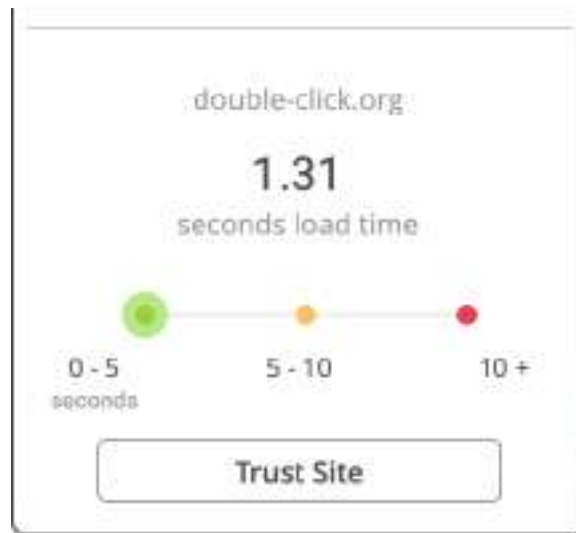 double-click.org
1.31
seconds load time
0 - 5 5 - 10 10 +
seconds
Trust Site